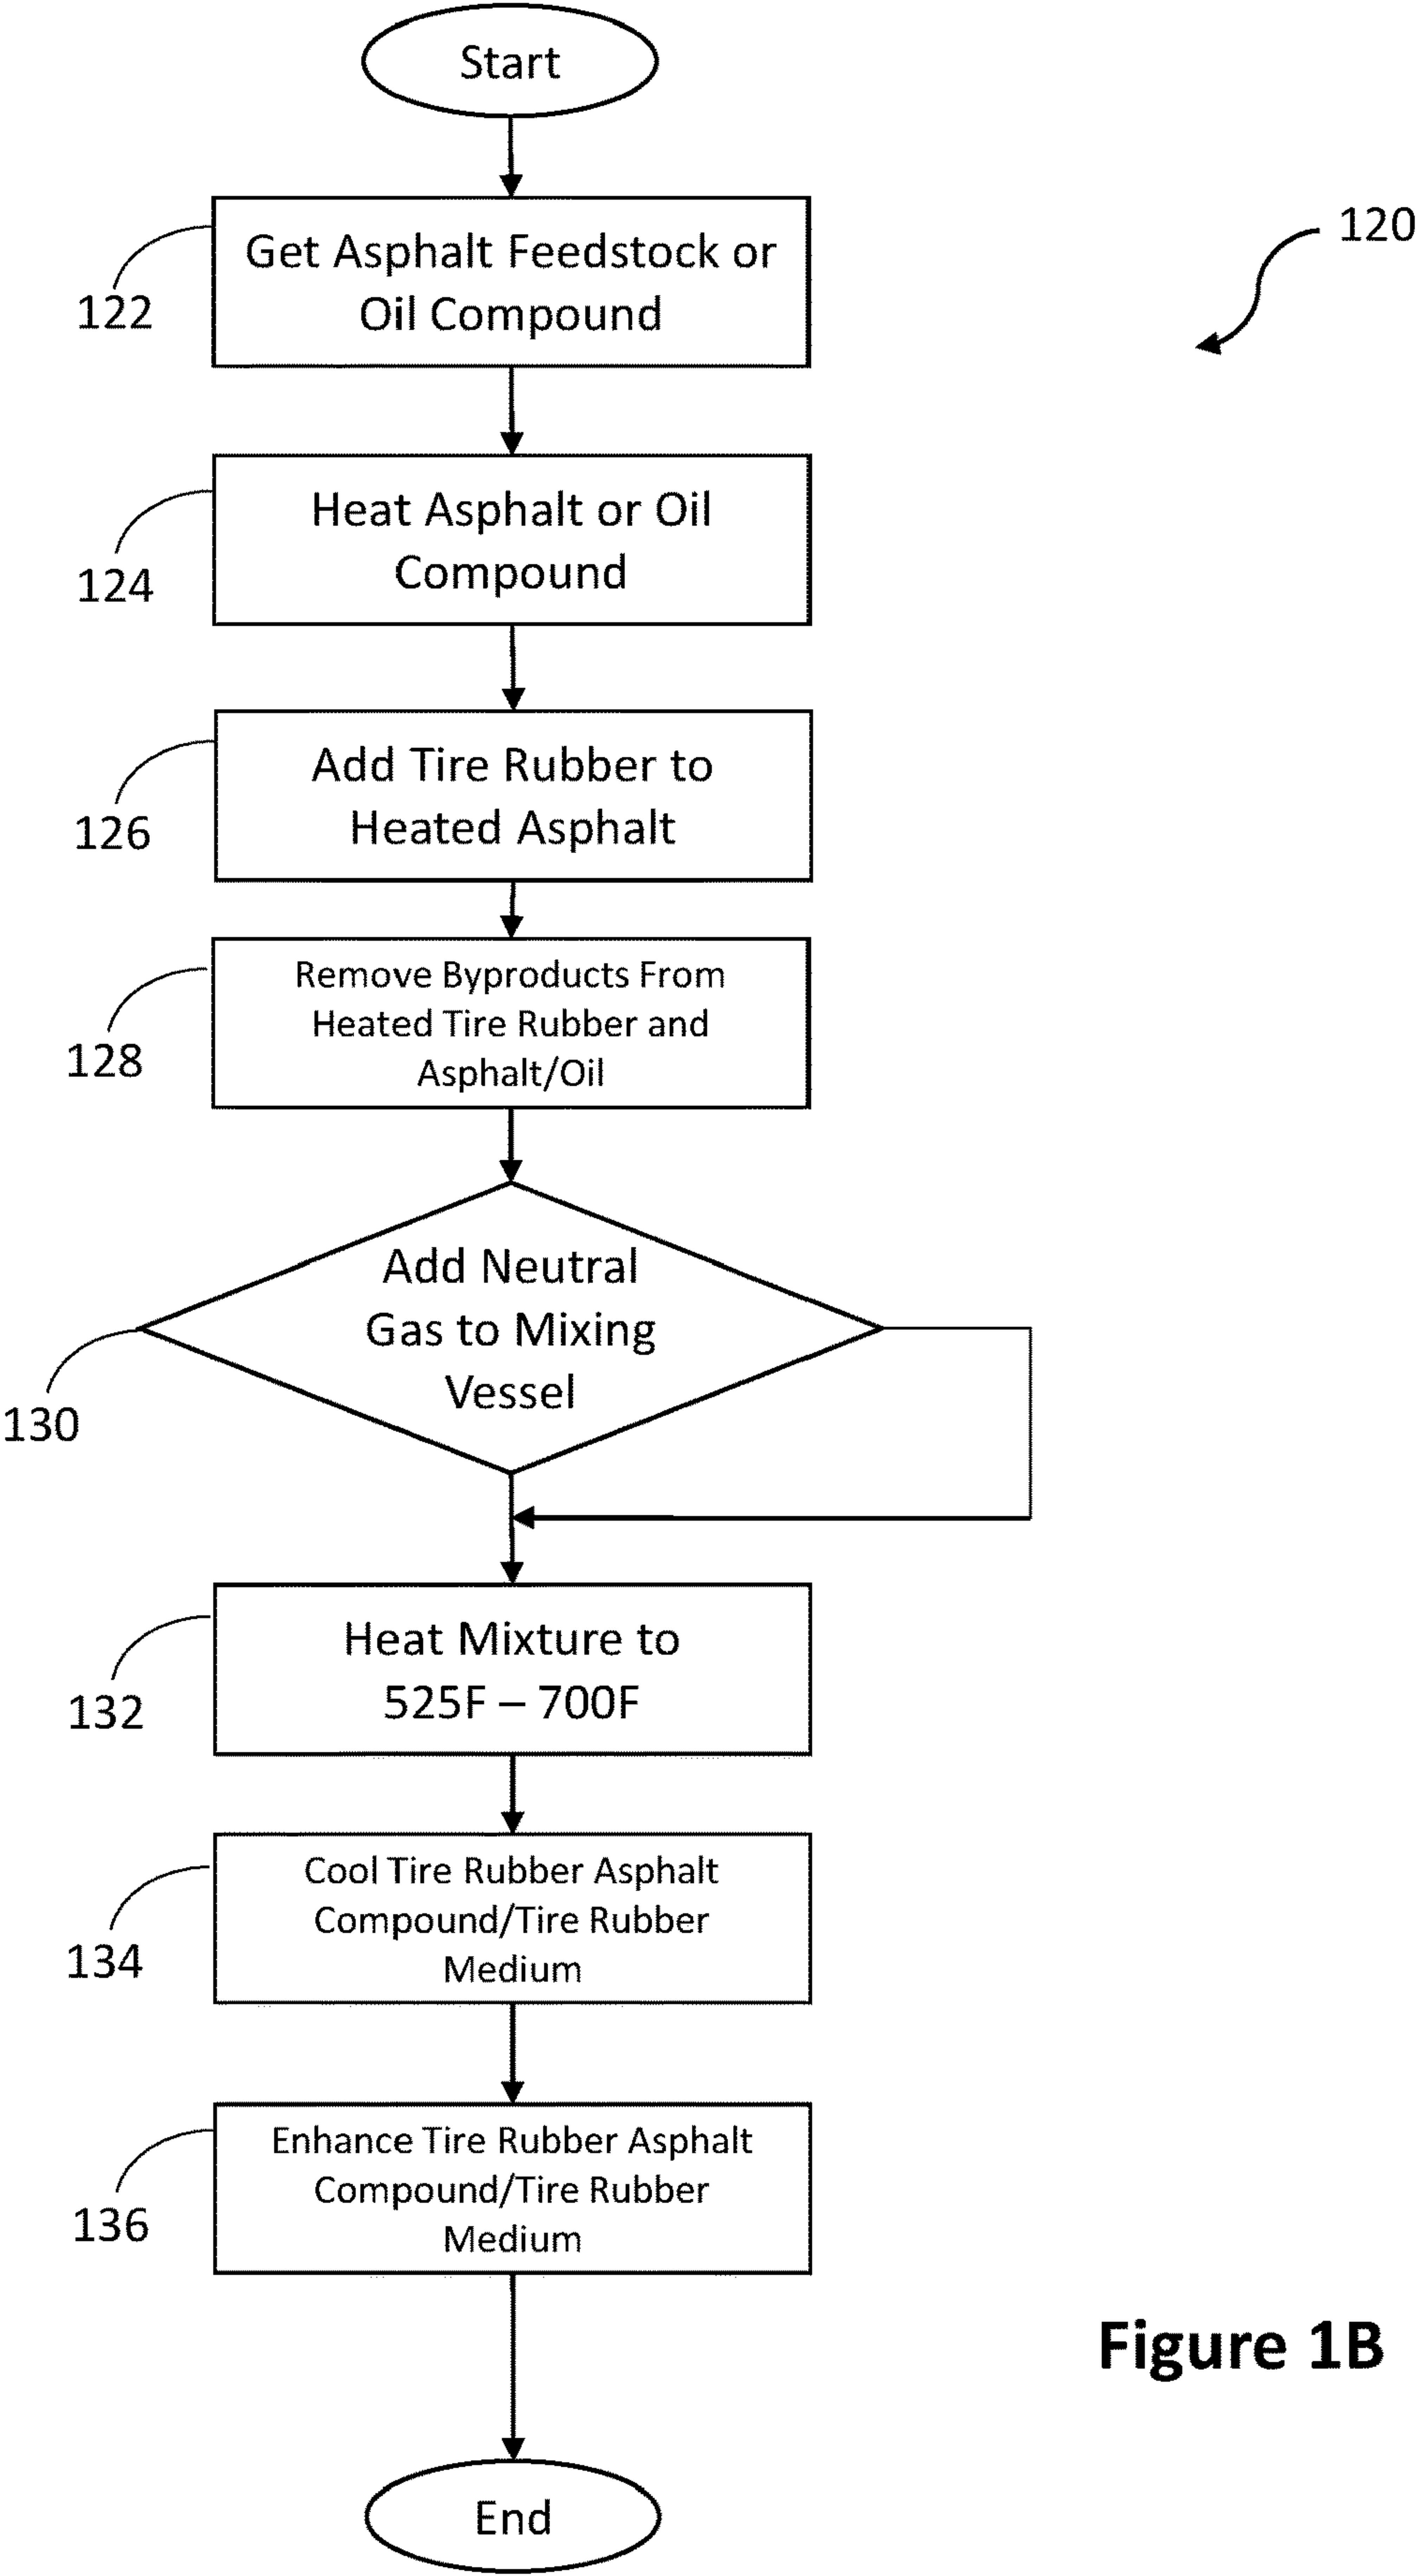 Start
120
Get Asphalt Feedstock or
Oil Compound
122
Heat Asphalt or Oil
Compound
124
Add Tire Rubber to
Heated Asphalt
126
Remove Byproducts From
Heated Tire Rubber and
Asphalt/Oil
128
Add Neutral
Gas to Mixing
Vessel
130
Heat Mixture to
525F – 700F
132
Cool Tire Rubber Asphalt
Compound/Tire Rubber
Medium
134
Enhance Tire Rubber Asphalt
Compound/Tire Rubber
Medium
136
Figure 1B
End